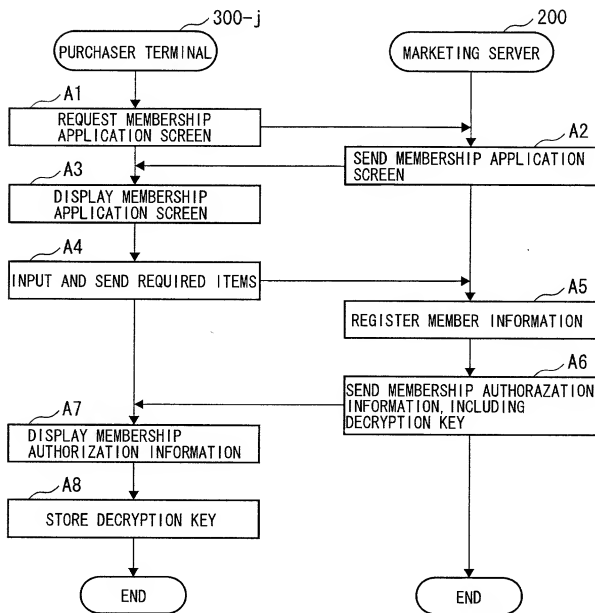 300-j
200
PURCHASER TERMINAL
MARKETING SERVER
A1
REQUEST MEMBERSHIP
APPLICATION SCREEN
A2
SEND MEMBERSHIP APPLICATION
SCREEN
A3
DISPLAY MEMBERSHIP
APPLICATION SCREEN
A4
INPUT AND SEND REQUIRED ITEMS
A5
REGISTER MEMBER INFORMATION
A6
SEND MEMBERSHIP AUTHORAZATION
INFORMATION, INCLUDING
DECRYPTION KEY
A7
DISPLAY MEMBERSHIP
AUTHORIZATION INFORMATION
A8
STORE DECRYPTION KEY
END
END